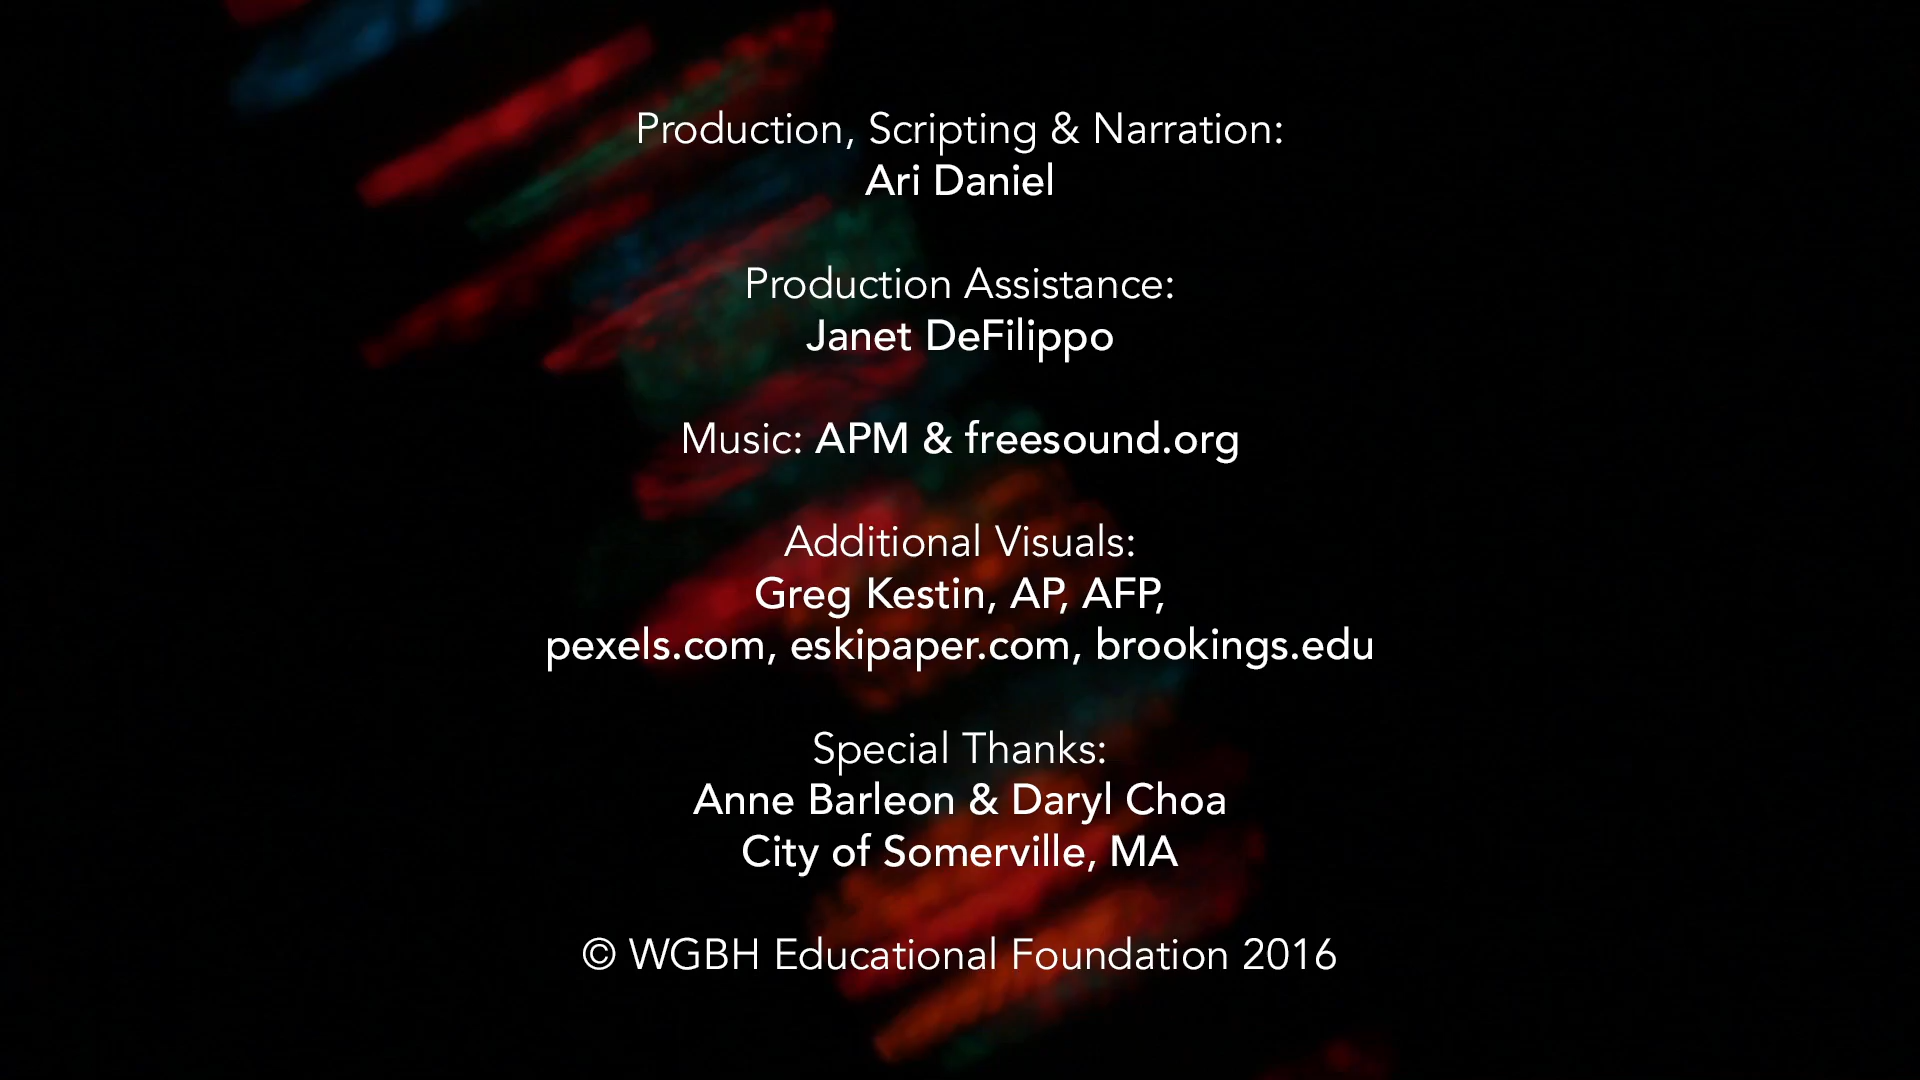 Production, Scripting & Narration:
Ari Daniel
Production Assistance:
Janet DeFilippo
Music: APM & freesound.org
Additional Visuals:
Greg Kestin, AP, AFP,
pexels.com, eskipaper.com, brookings.edu
Special Thanks:
Anne Barleon & Daryl Choa
City of Somerville, MA
© WGBH Educational Foundation 2016